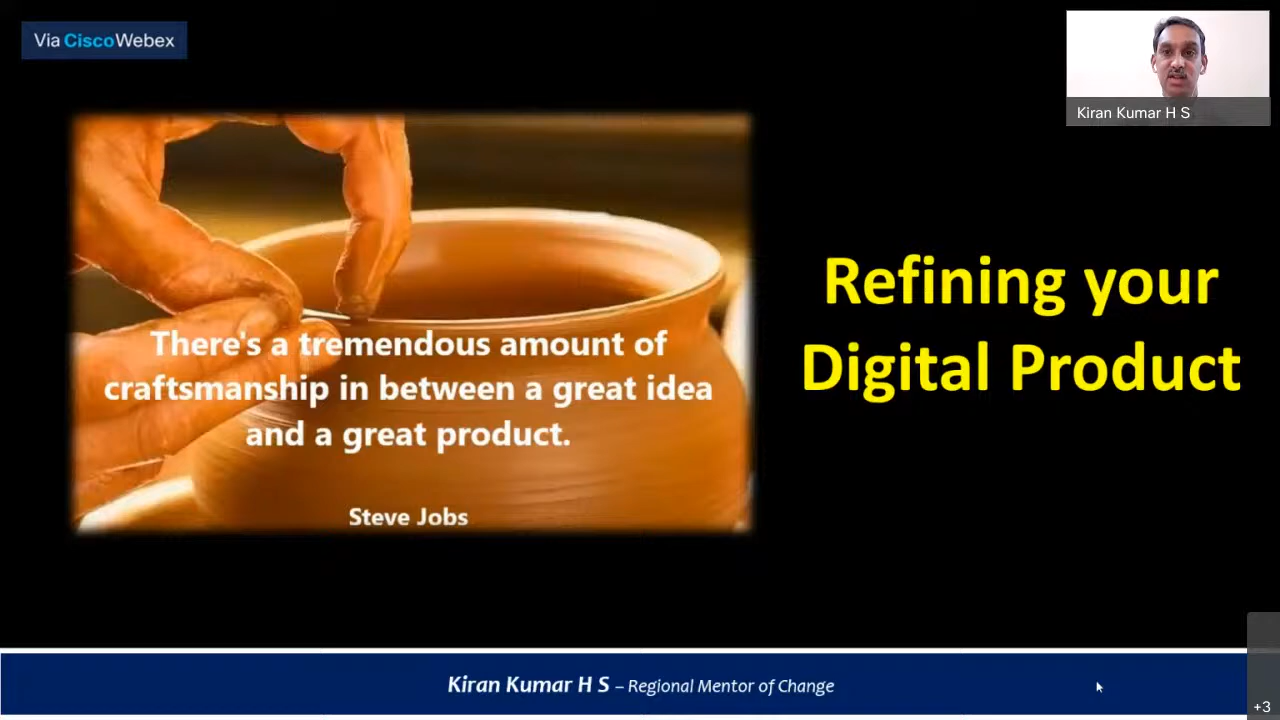 Via CiscoWebex
Kiran Kumar H S
There's a tremendous amount of
craftsmanship in between a great idea
and a great product.
Steve Jobs
Refining your
Digital Product
Kiran Kumar H S – Regional Mentor of Change
+3